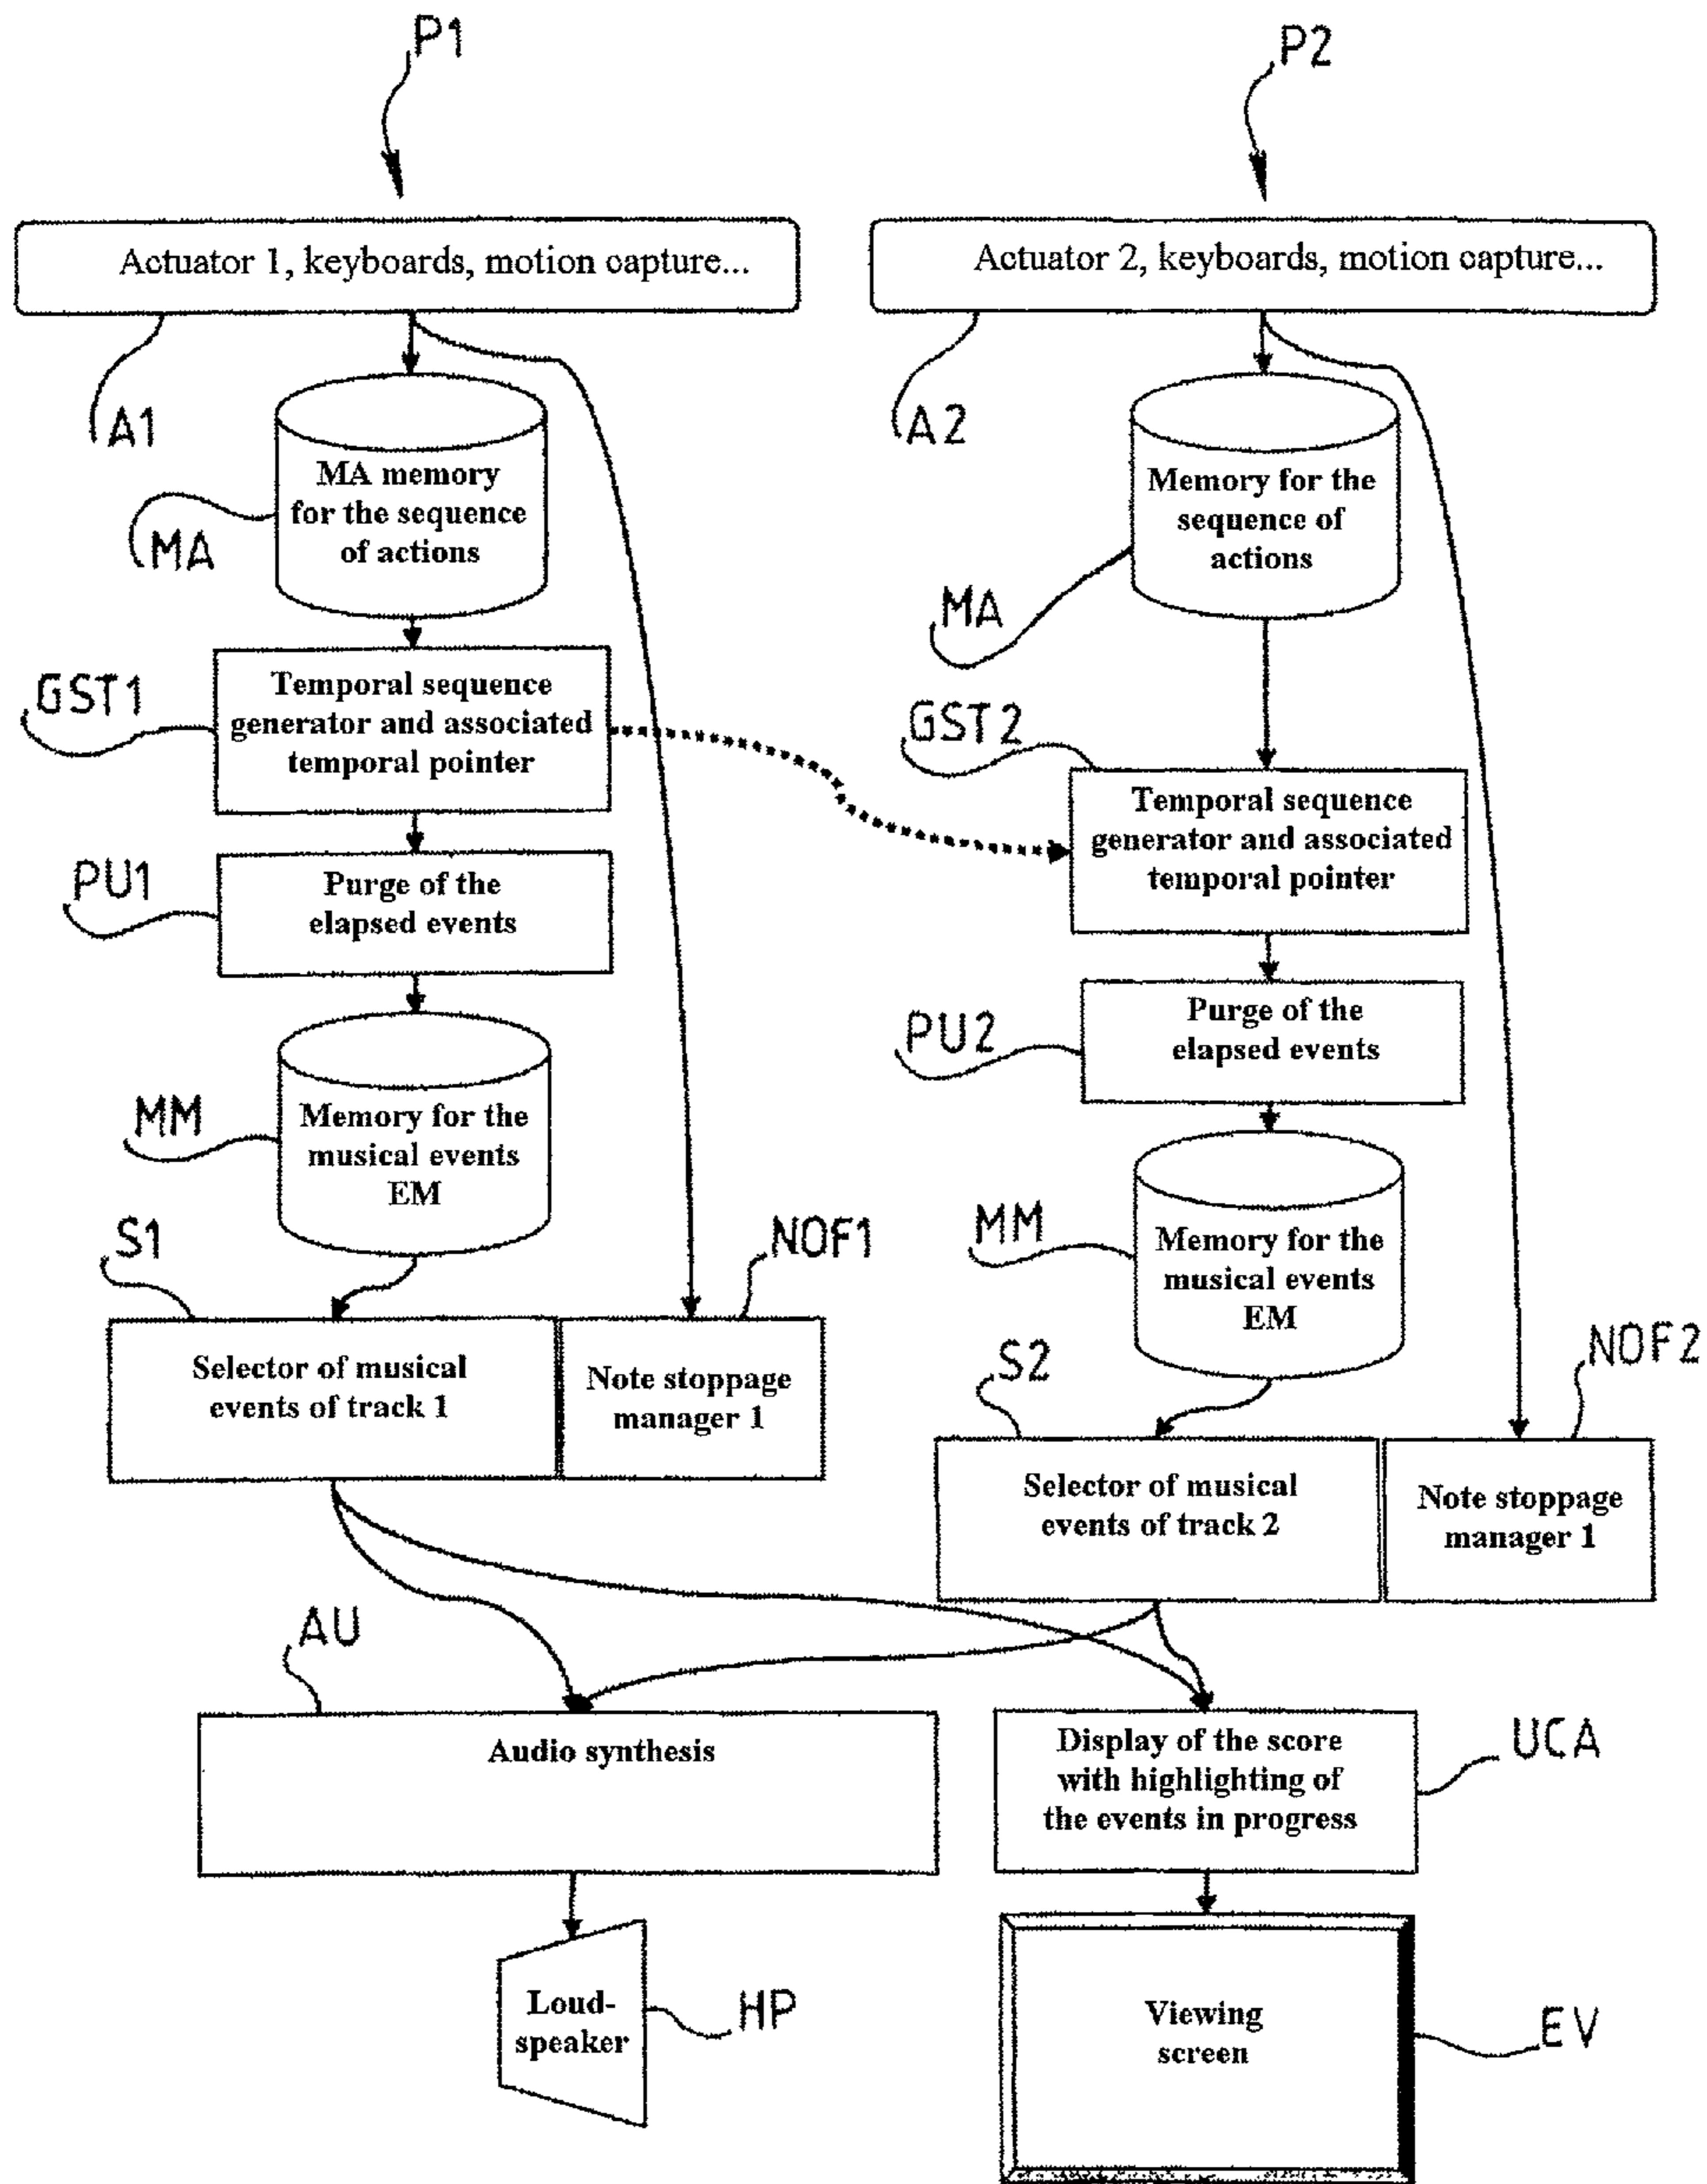 P1
P2
Actuator 1, keyboards, motion capture...
Actuator 2, keyboards, motion capture...
A1
A2
MA memory
for the sequence
of actions
MA
Memory for the
sequence of
actions
MA
GST1
Temporal sequence
generator and associated
temporal pointer
GST2
Temporal sequence
generator and associated
temporal pointer
PU1
Purge of the
elapsed events
PU2
Purge of the
elapsed events
MM
Memory for the
musical events
EM
MM
Memory for the
musical events
EM
S1
NOF1
Selector of musical
events of track 1
Note stoppage
manager 1
S2
NOF2
Selector of musical
events of track 2
Note stoppage
manager 1
AU
Audio synthesis
Display of the score
with highlighting of
the events in progress
UCA
Loud-
speaker
HP
Viewing
screen
EV